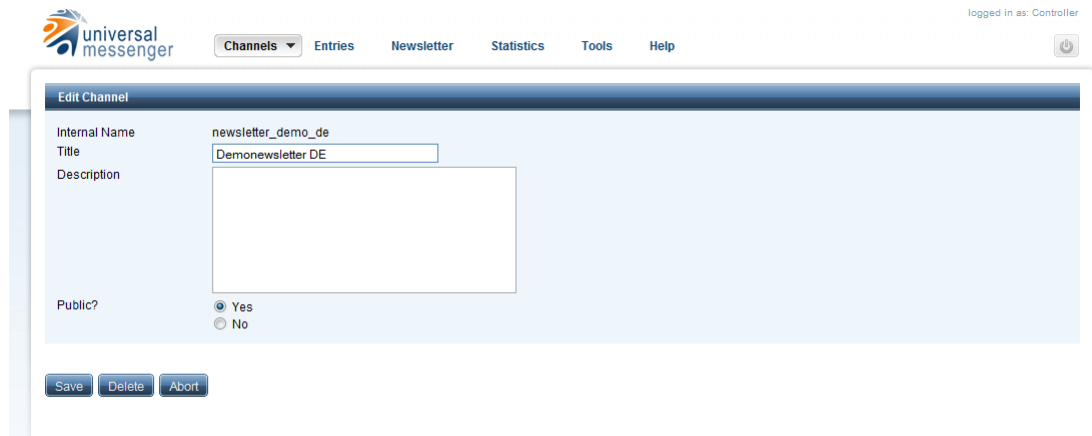 logged in as: Controller
universal
messenger
Channels Entries Newsletter Statistics Tools Help
Edit Channel
Internal Name newsletter_demo_de
Title Demonewsletter DE
Description
Public? Yes
No
Save Delete Abort